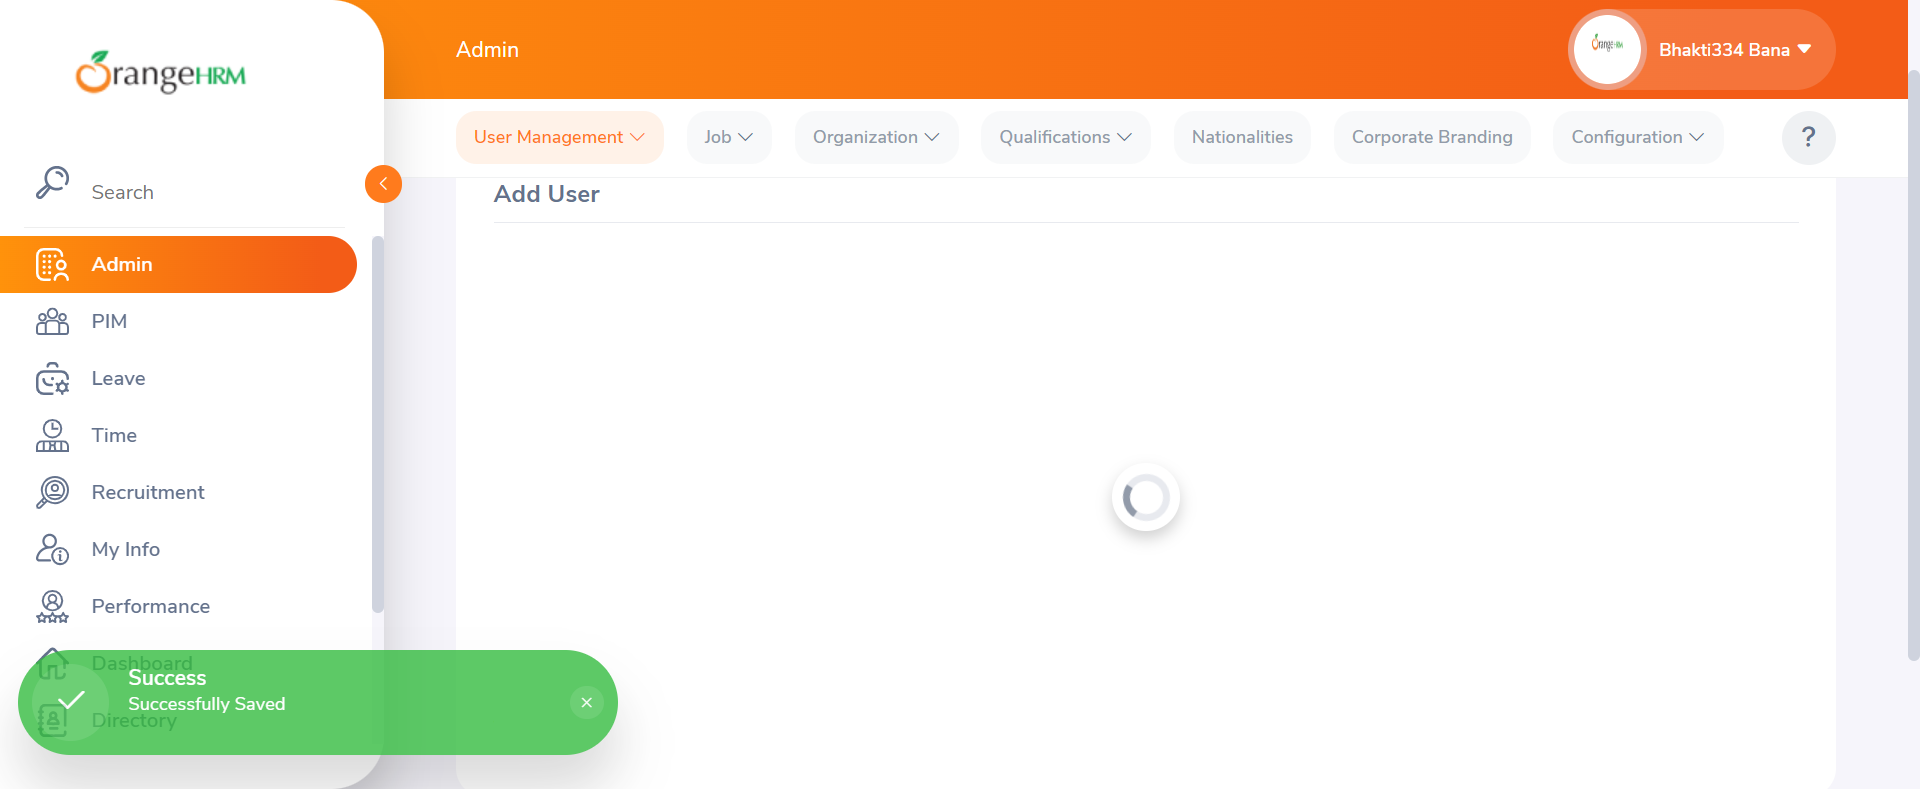 OrangeHRM
Search
Admin
PIM
Leave
Time
Recruitment
My Info
Performance
Dashboard
Directory
Admin
OrangeHRM
Bhakti334 Bana
User Management
Job
Organization
Qualifications
Nationalities
Corporate Branding
Configuration
?
Add User
Success
Successfully Saved